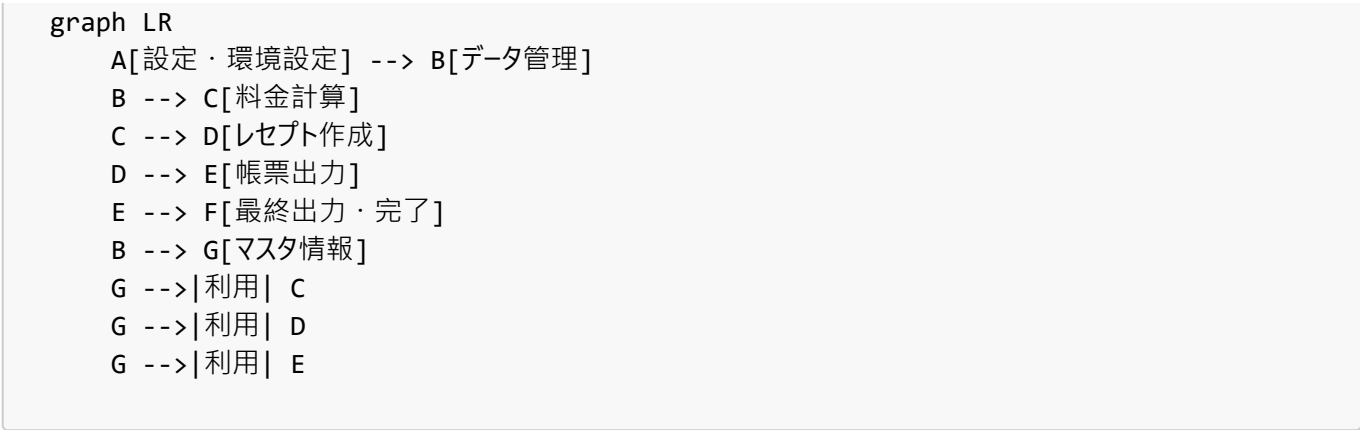 graph LR
A[設定・環境設定] --> B[データ管理]
B --> C[料金計算]
C --> D[レセプト作成]
D --> E[帳票出力]
E --> F[最終出力・完了]
B --> G[マスタ情報]
G -->|利用| C
G -->|利用| D
G -->|利用| E